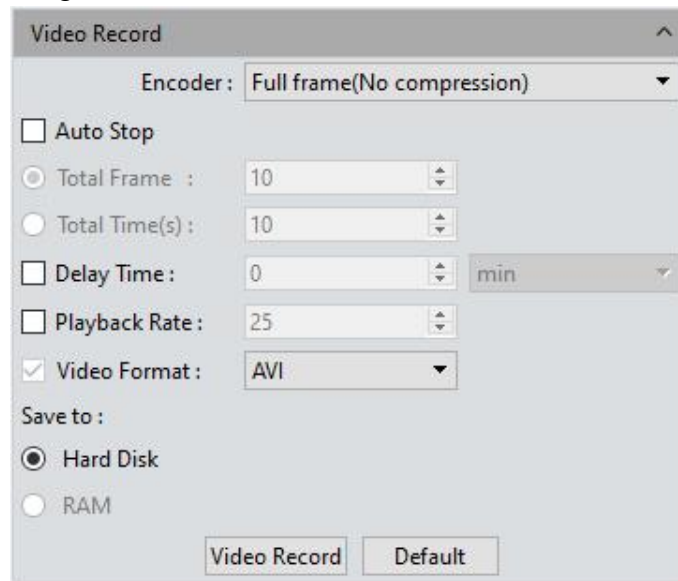 Video Record
Encoder : Full frame(No compression)
Auto Stop
Total Frame : 10
Total Time(s) : 10
Delay Time : 0 min
Playback Rate : 25
Video Format : AVI
Save to :
Hard Disk
RAM
Video Record Default